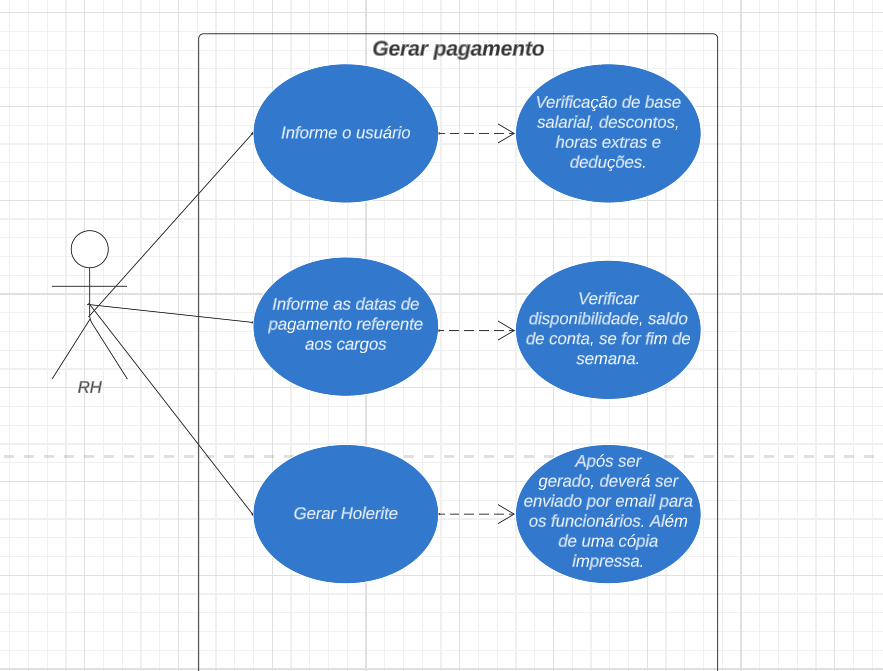 Gerar pagamento
Informe o usuário
Verificação de base
salarial, descontos,
horas extras e
deduções.
Informe as datas de
pagamento referente
aos cargos
Verificar
disponibilidade, saldo
de conta, se for fim de
semana.
RH
Gerar Holerite
Após ser
gerado, deverá ser
enviado por email para
os funcionários. Além
de uma cópia
impressa.